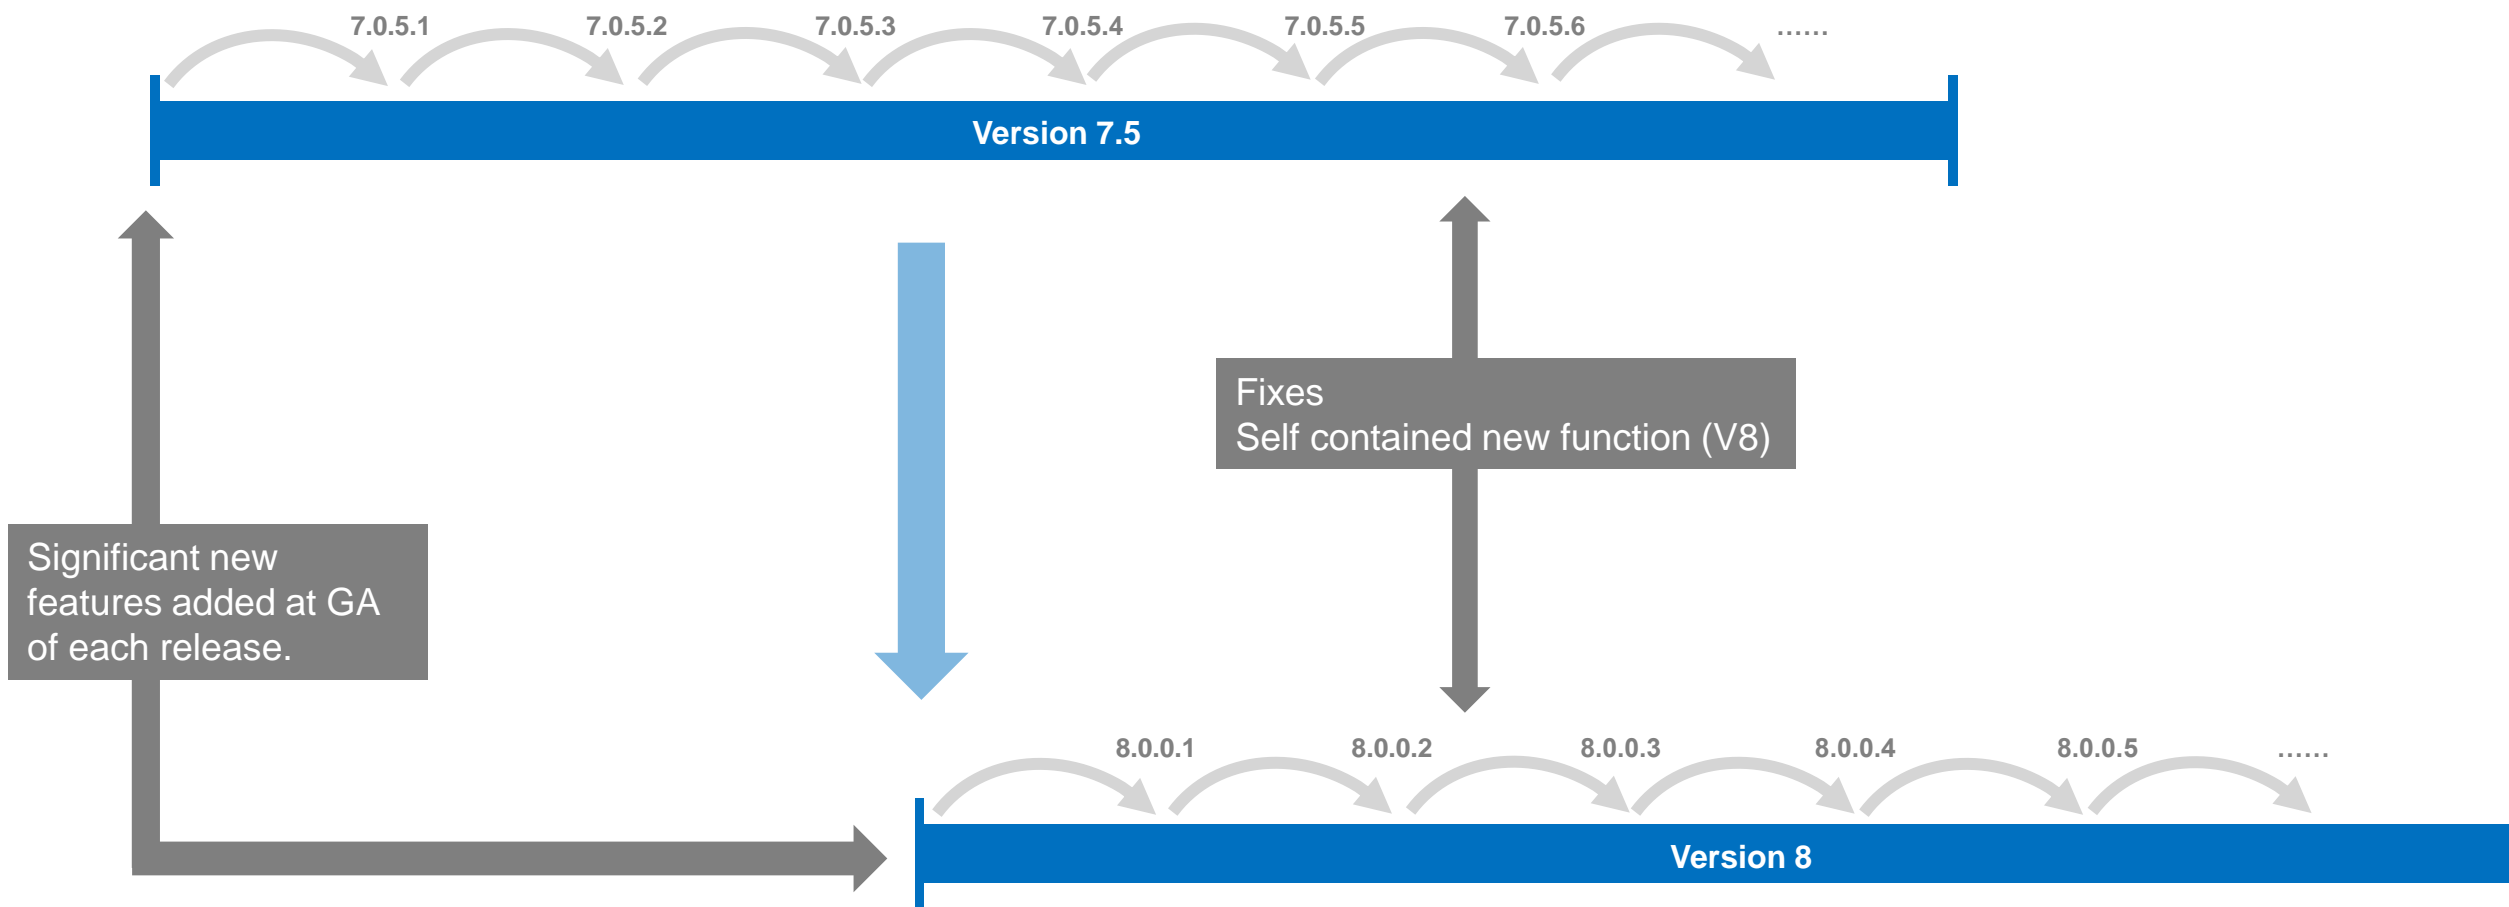 7.0.5.1 7.0.5.2 7.0.5.3 7.0.5.4 7.0.5.5 7.0.5.6 ......
Version 7.5
Fixes
Self contained new function (V8)
Significant new
features added at GA
of each release.
8.0.0.1 8.0.0.2 8.0.0.3 8.0.0.4 8.0.0.5 ......
Version 8